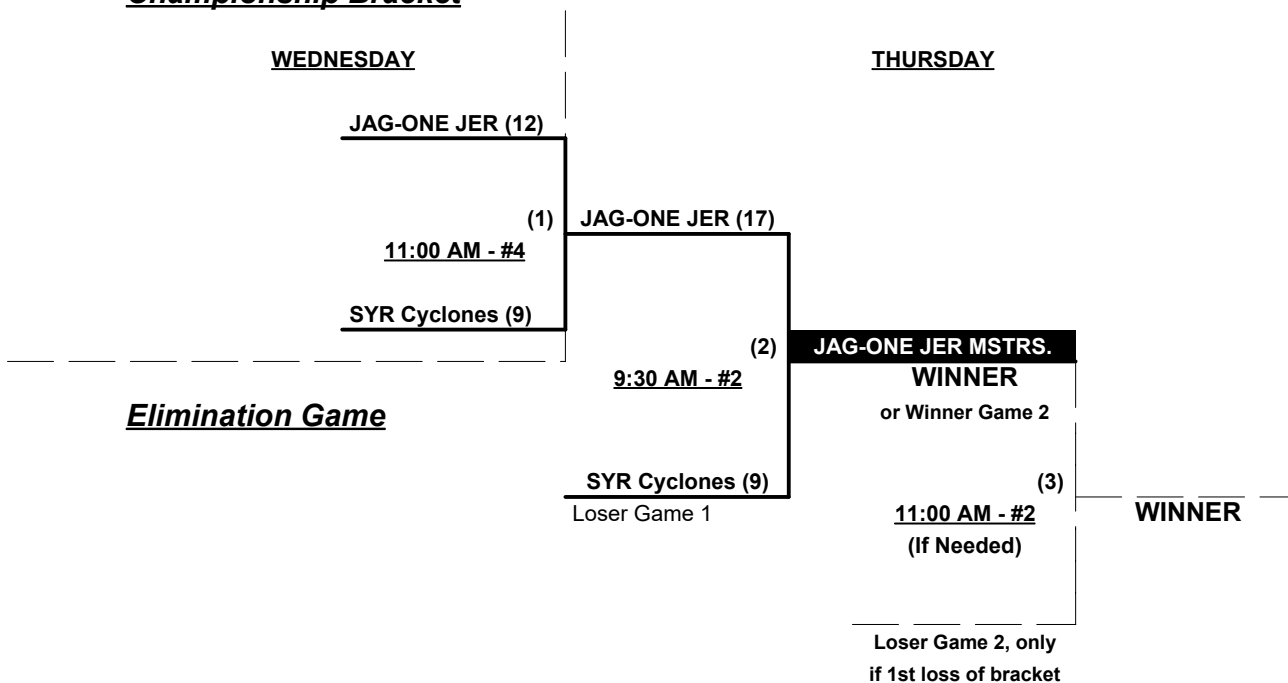 Championship Bracket
WEDNESDAY
THURSDAY
JAG-ONE JER (12)
(1)
JAG-ONE JER (17)
11:00 AM - #4
SYR Cyclones (9)
(2)
JAG-ONE JER MSTRS.
9:30 AM - #2
WINNER
Elimination Game
or Winner Game 2
SYR Cyclones (9)
(3)
Loser Game 1
11:00 AM - #2
WINNER
(If Needed)
Loser Game 2, only
if 1st loss of bracket